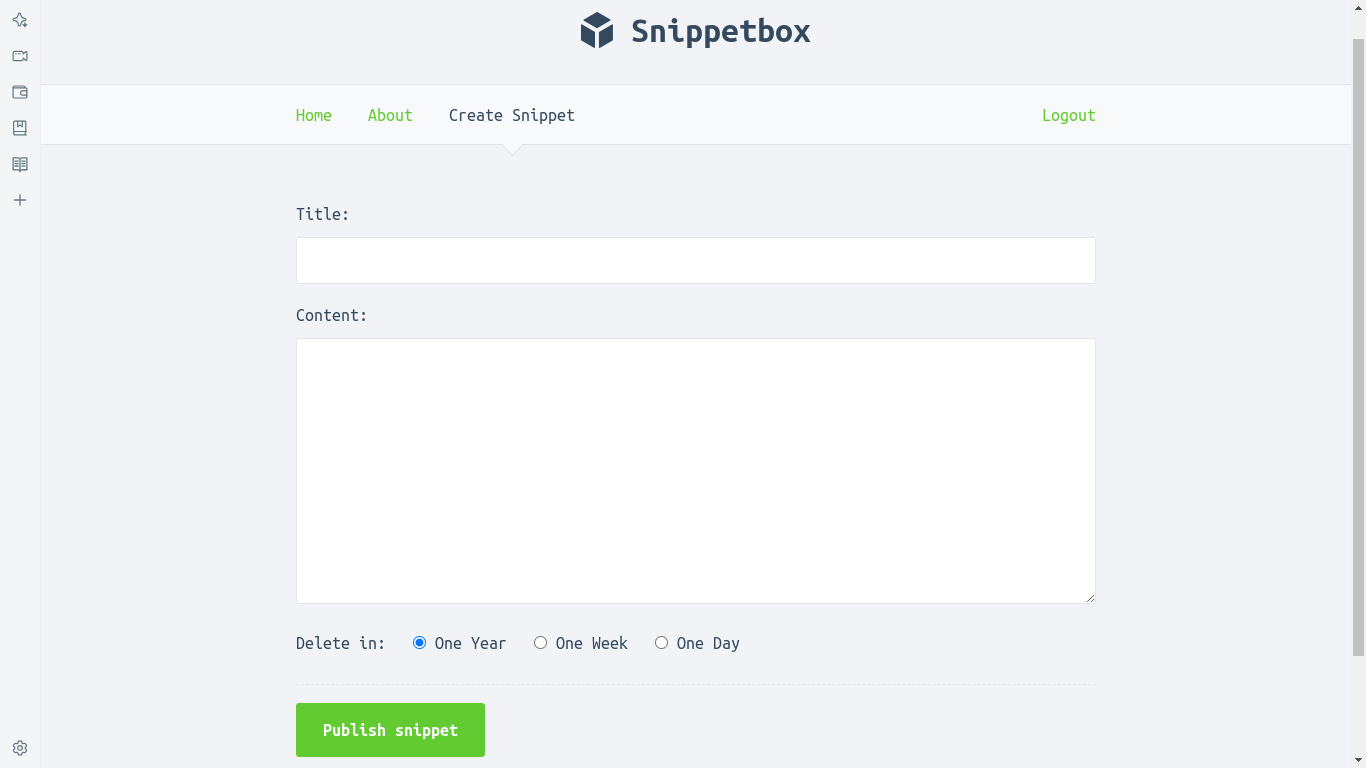 Snippetbox
Home About Create Snippet Logout
Title:
Content:
Delete in: One Year One Week One Day
Publish snippet